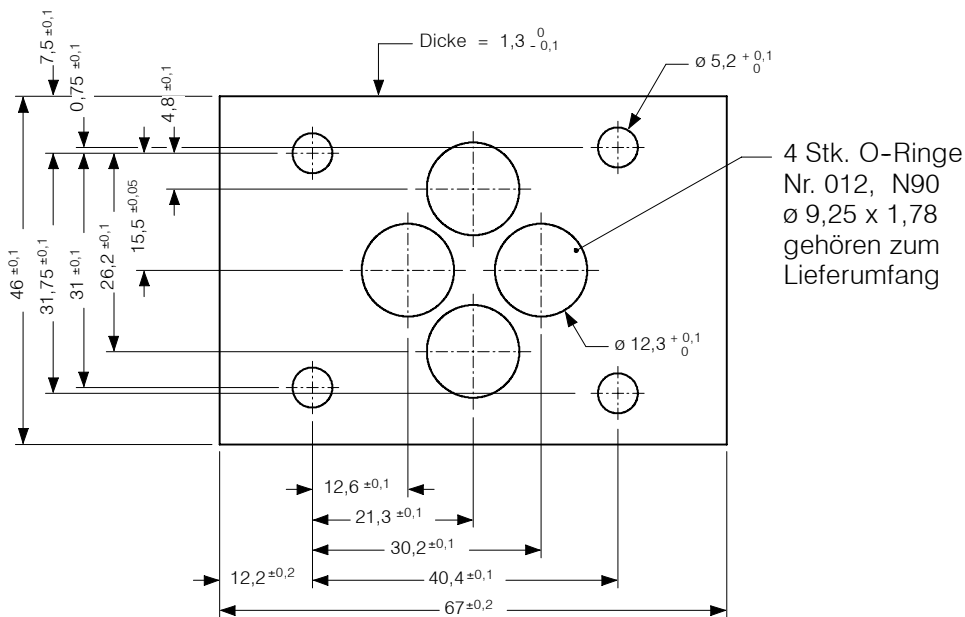 Dicke = 1,3 0 - 0,1
ø 5,2 + 0,1 0
7,5 ±0,1
0,75 ±0,1
4,8 ±0,1
15,5 ±0,05
46 ±0,1
31,75 ±0,1
31 ±0,1
26,2 ±0,1
4 Stk. O-Ringe
Nr. 012, N90
ø 9,25 x 1,78
gehören zum
Lieferumfang
ø 12,3 + 0,1 0
12,6 ±0,1
21,3 ±0,1
30,2 ±0,1
12,2 ±0,2
40,4 ±0,1
67 ±0,2